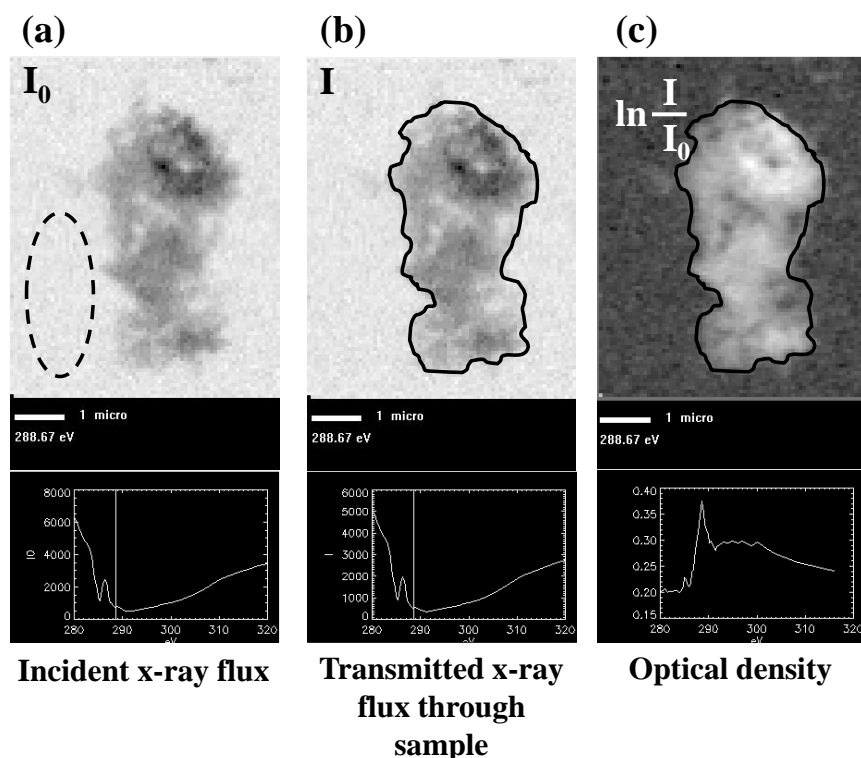 (a)
(b)
(c)
I0
I
ln I
I0
1 micro
288.67 eV
1 micro
288.67 eV
1 micro
288.67 eV
8000
6000
4000
2000
0
I0
280 290 300 310 320
eV
6000
5000
4000
3000
2000
1000
0
I
280 290 300 310 320
eV
0.40
0.35
0.30
0.25
0.20
0.15
280 290 300 310 320
eV
Incident x-ray flux
Transmitted x-ray
flux through
sample
Optical density